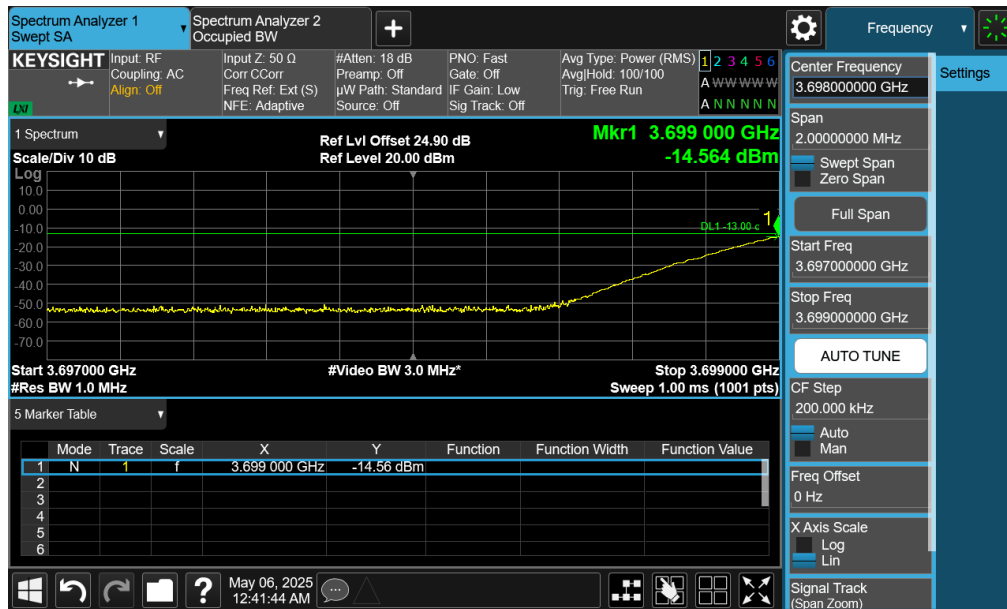 Spectrum Analyzer 1
Swept SA
Spectrum Analyzer 2
Occupied BW
Frequency
KEYSIGHT
LXI
Input: RF
Coupling: AC
Align: Off
Input Z: 50 Ω
Corr CCorr
Freq Ref: Ext (S)
NFE: Adaptive
#Atten: 18 dB
Preamp: Off
µW Path: Standard
Source: Off
PNO: Fast
Gate: Off
IF Gain: Low
Sig Track: Off
Avg Type: Power (RMS)
Avg|Hold: 100/100
Trig: Free Run
1 2 3 4 5 6
A W W W W W
A N N N N N
1 Spectrum
Scale/Div 10 dB
Ref Lvl Offset 24.90 dB
Ref Level 20.00 dBm
Mkr1 3.699 000 GHz
-14.564 dBm
Log
10.0
0.00
-10.0
-20.0
-30.0
-40.0
-50.0
-60.0
-70.0
DL1 -13.00 c
1
Start 3.697000 GHz
#Video BW 3.0 MHz*
Stop 3.699000 GHz
#Res BW 1.0 MHz
Sweep 1.00 ms (1001 pts)
5 Marker Table
Mode Trace Scale X Y Function Function Width Function Value
1 N 1 f 3.699 000 GHz -14.56 dBm
2
3
4
5
6
Center Frequency
3.698000000 GHz
Span
2.00000000 MHz
Swept Span
Zero Span
Full Span
Start Freq
3.697000000 GHz
Stop Freq
3.699000000 GHz
AUTO TUNE
CF Step
200.000 kHz
Auto
Man
Freq Offset
0 Hz
X Axis Scale
Log
Lin
Signal Track
(Span Zoom)
Settings
?
May 06, 2025
12:41:44 AM